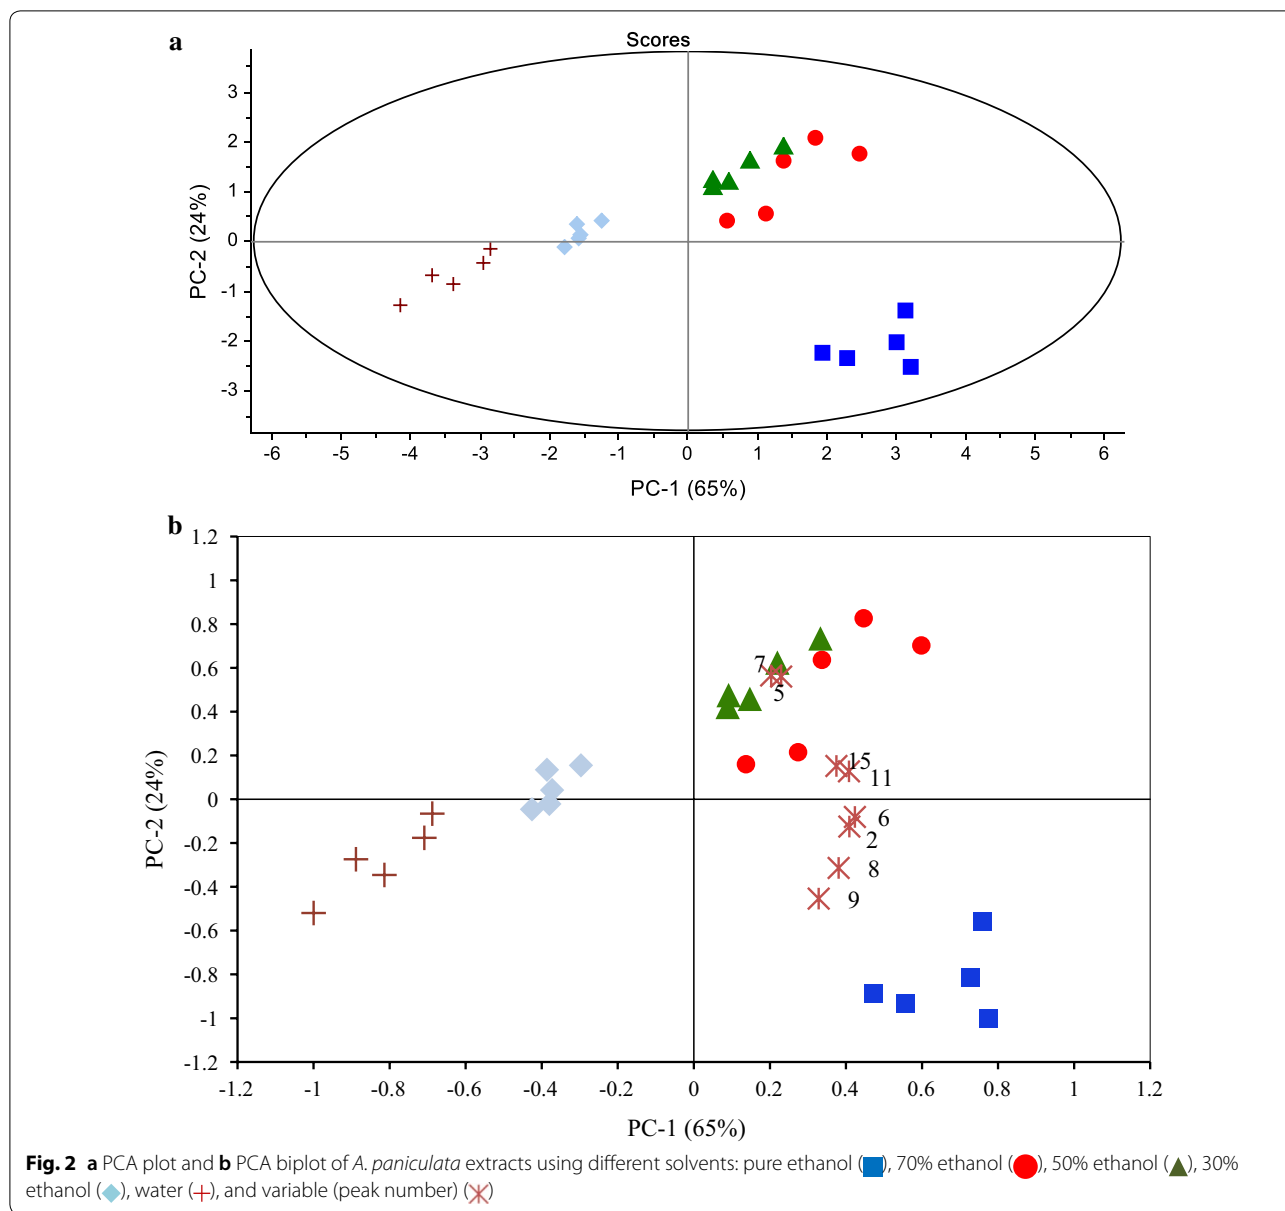 a
Scores
3
2
1
0
-1
-2
-3
PC-2 (24%)
-6 -5 -4 -3 -2 -1 0 1 2 3 4 5 6
PC-1 (65%)
b
1.2
1
0.8
0.6
0.4
0.2
0
-0.2
-0.4
-0.6
-0.8
-1
-1.2
PC-2 (24%)
7
5
15
11
6
2
8
9
-1.2 -1 -0.8 -0.6 -0.4 -0.2 0 0.2 0.4 0.6 0.8 1 1.2
PC-1 (65%)
Fig. 2 a PCA plot and b PCA biplot of A. paniculata extracts using different solvents: pure ethanol ( ), 70% ethanol ( ), 50% ethanol ( ), 30%
ethanol ( ), water ( ), and variable (peak number) ( )